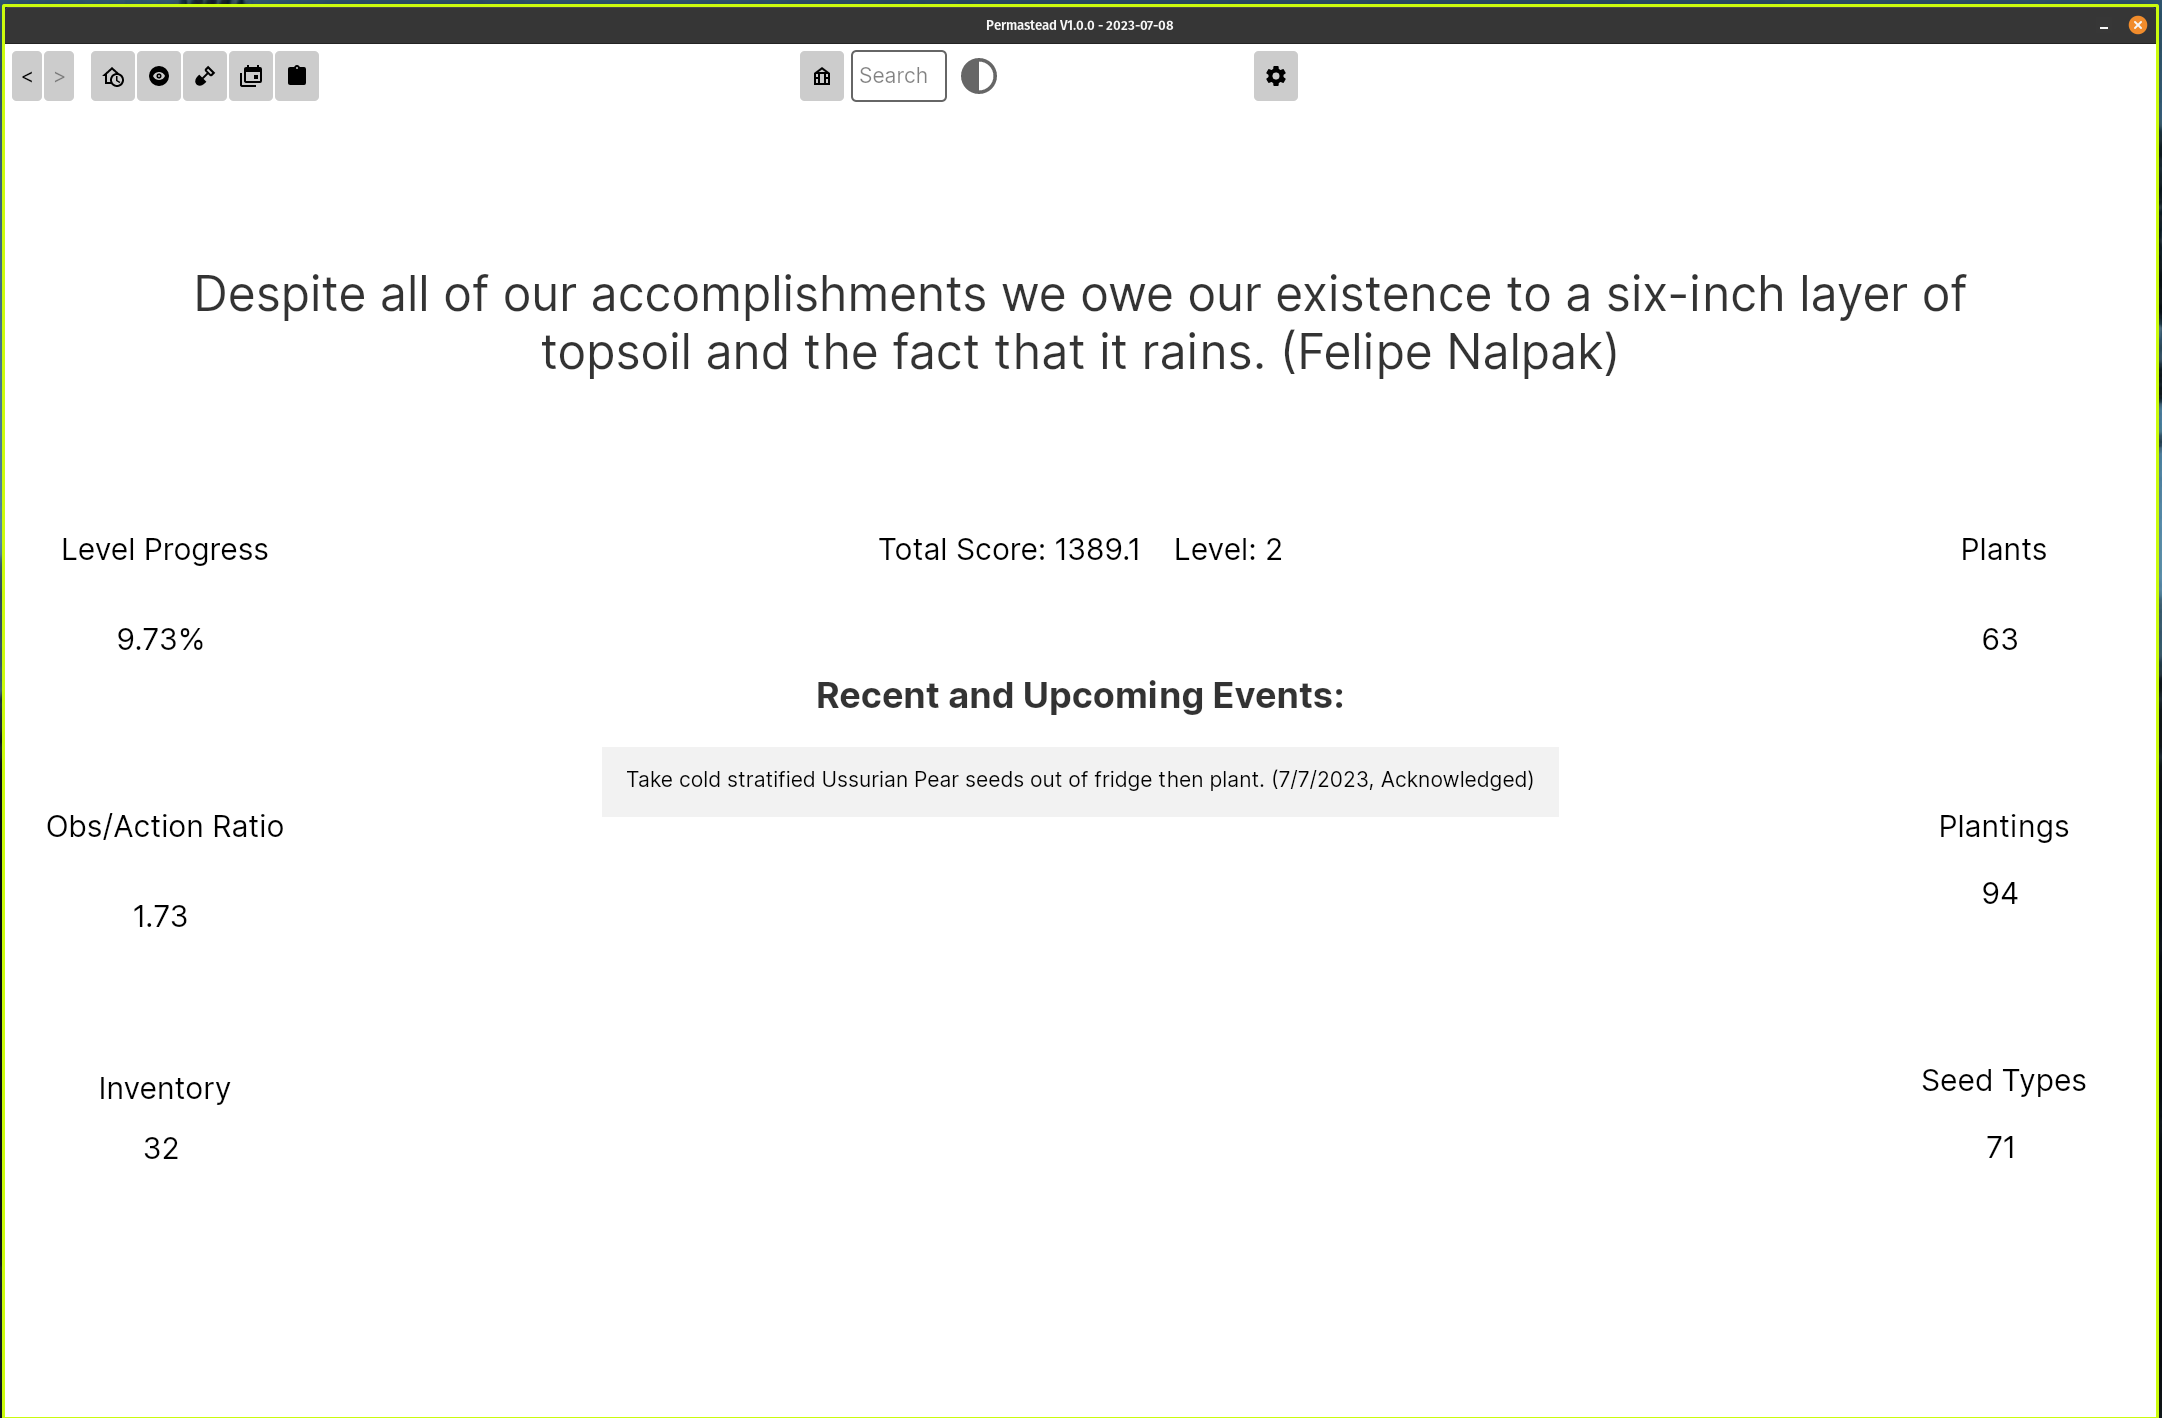 Permastead V1.0.0 - 2023-07-08
< >
Search
Despite all of our accomplishments we owe our existence to a six-inch layer of
topsoil and the fact that it rains. (Felipe Nalpak)
Level Progress
9.73%
Total Score: 1389.1 Level: 2
Plants
63
Recent and Upcoming Events:
Take cold stratified Ussurian Pear seeds out of fridge then plant. (7/7/2023, Acknowledged)
Obs/Action Ratio
1.73
Plantings
94
Inventory
32
Seed Types
71